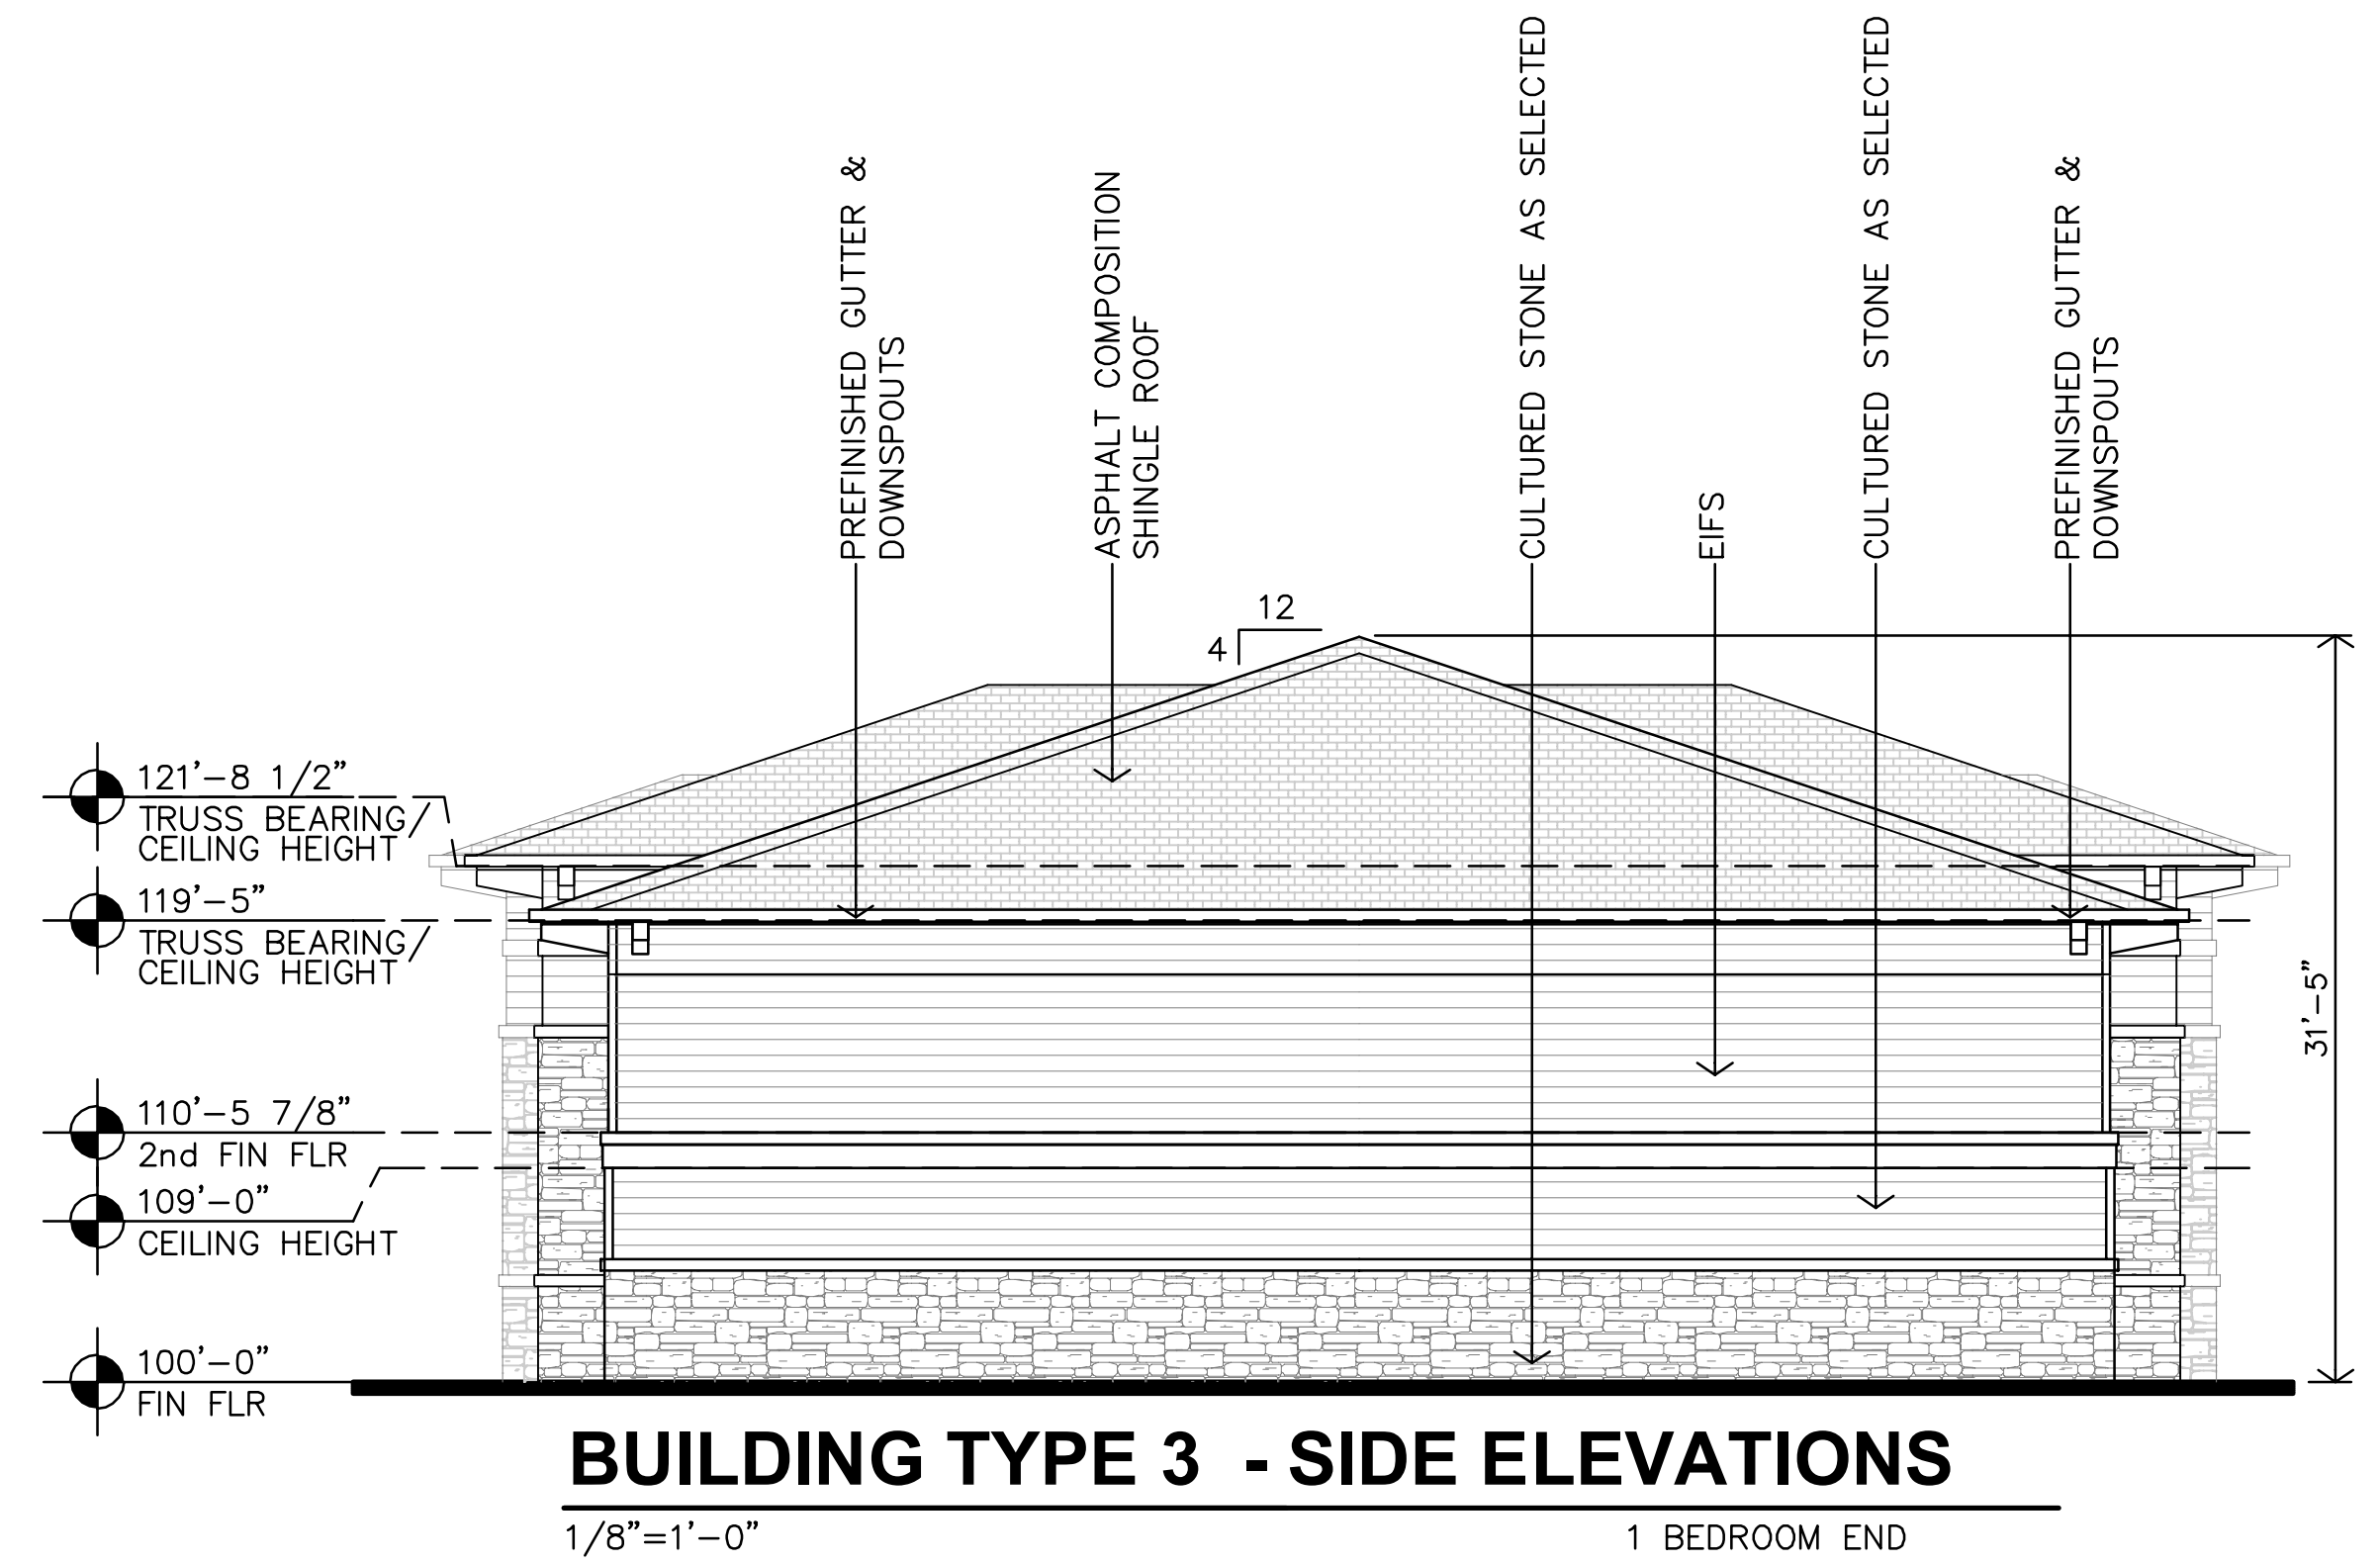 PREFINISHED GUTTER &
DOWNSPOUTS
ASPHALT COMPOSITION
SHINGLE ROOF
CULTURED STONE AS SELECTED
EIFS
CULTURED STONE AS SELECTED
PREFINISHED GUTTER &
DOWNSPOUTS
12
4
121'-8 1/2"
TRUSS BEARING/
CEILING HEIGHT
119'-5"
TRUSS BEARING/
CEILING HEIGHT
110'-5 7/8"
2nd FIN FLR
109'-0"
CEILING HEIGHT
100'-0"
FIN FLR
31'-5"
BUILDING TYPE 3 - SIDE ELEVATIONS
1/8"=1'-0"
1 BEDROOM END